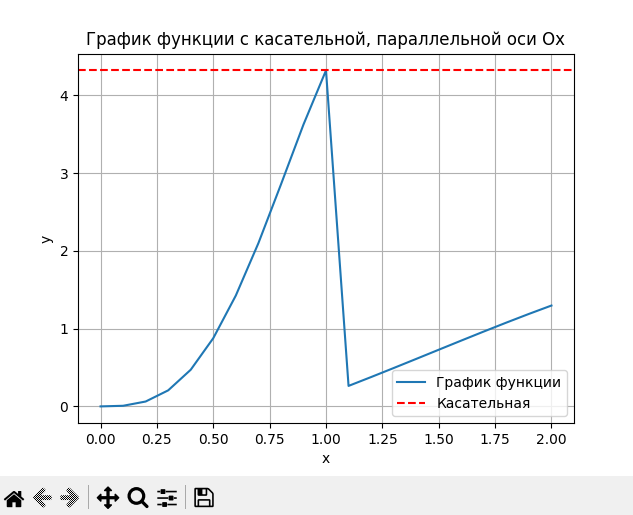 График функции с касательной, параллельной оси Ox
4
3
2
1
0
y
0.00 0.25 0.50 0.75 1.00 1.25 1.50 1.75 2.00
x
График функции
Касательная